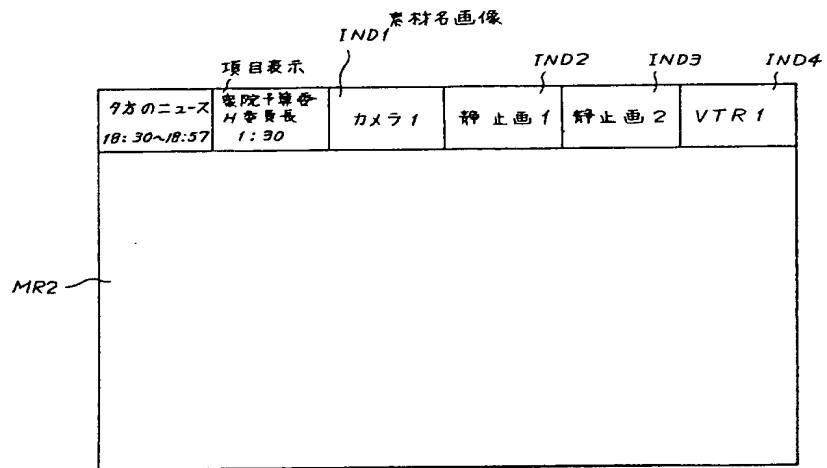 素材名画像
IND1
IND2
IND3
IND4
項目表示
夕方のニュース
18:30~18:57
衆院予算委
H委員長
1:30
カメラ1
静止画1
静止画2
VTR1
MR2